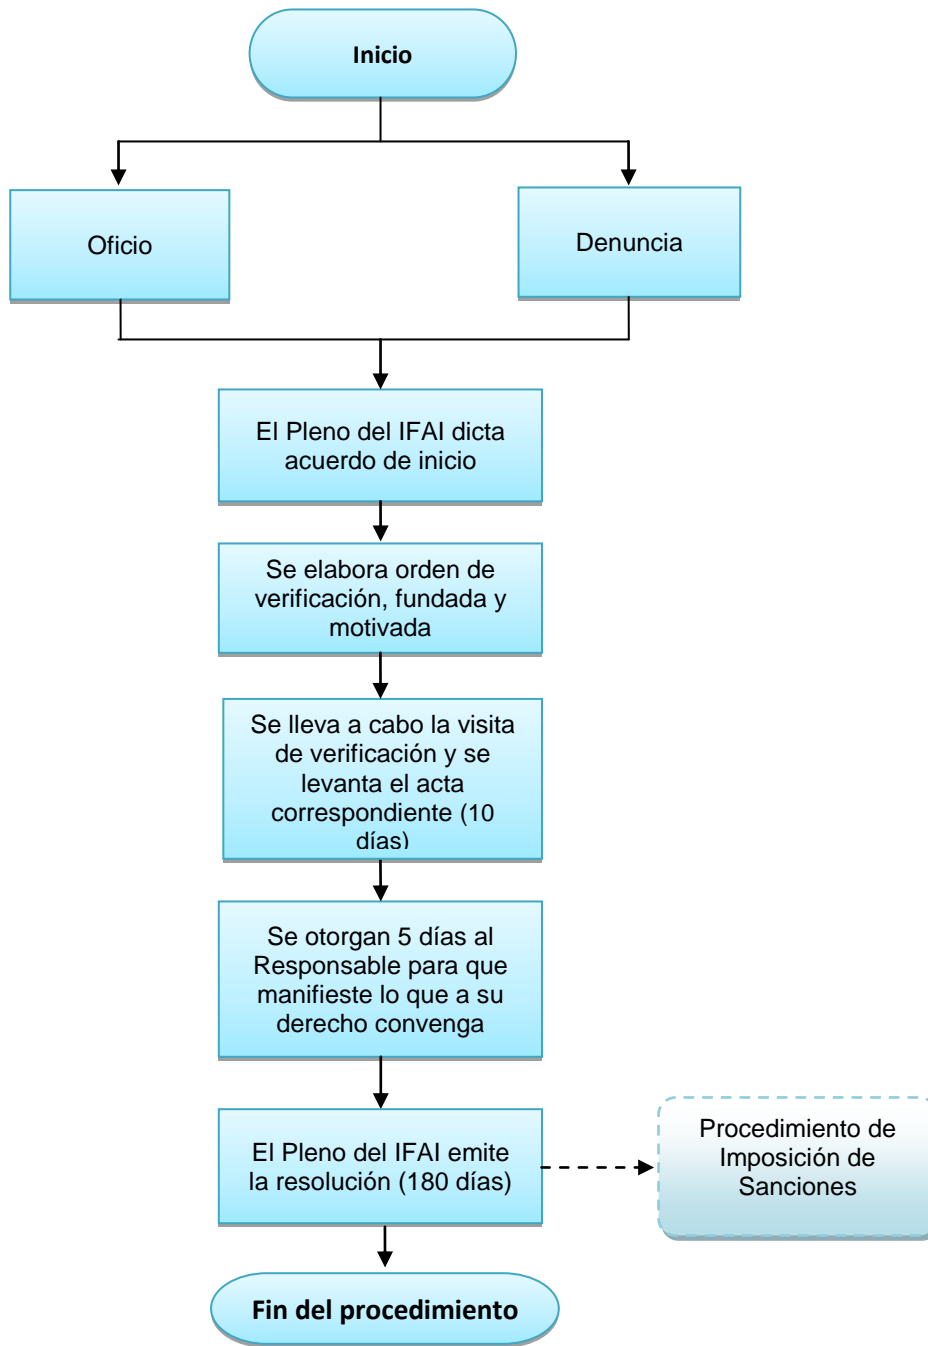 Inicio
Oficio
Denuncia
El Pleno del IFAI dicta
acuerdo de inicio
Se elabora orden de
verificación, fundada y
motivada
Se lleva a cabo la visita
de verificación y se
levanta el acta
correspondiente (10
días)
Se otorgan 5 días al
Responsable para que
manifieste lo que a su
derecho convenga
El Pleno del IFAI emite
la resolución (180 días)
Procedimiento de
Imposición de
Sanciones
Fin del procedimiento